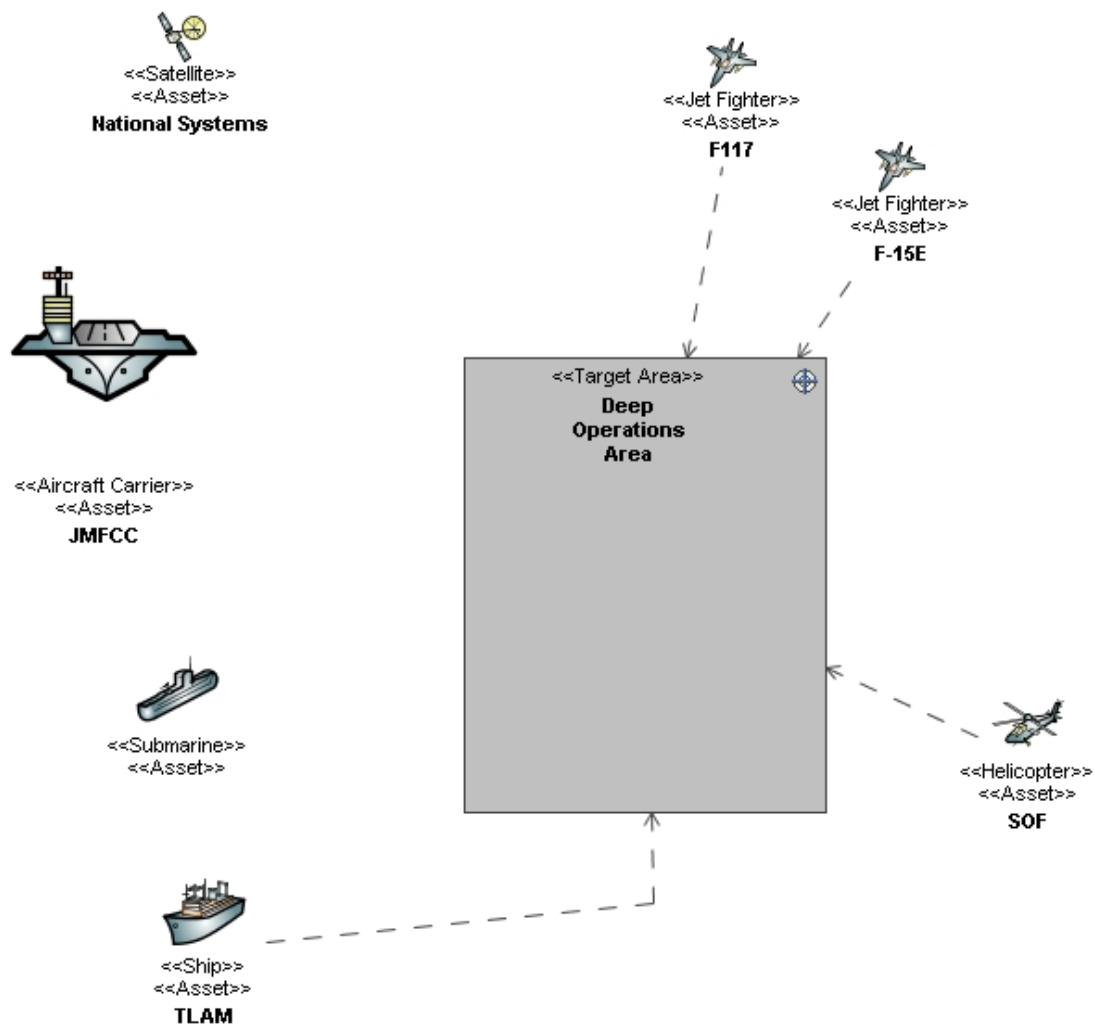 <<Satellite>>
<<Asset>>
National Systems
<<Jet Fighter>>
<<Asset>>
F117
<<Jet Fighter>>
<<Asset>>
F-15E
<<Target Area>>
Deep
Operations
Area
<<Aircraft Carrier>>
<<Asset>>
JMFCC
<<Submarine>>
<<Asset>>
<<Helicopter>>
<<Asset>>
SOF
<<Ship>>
<<Asset>>
TLAM